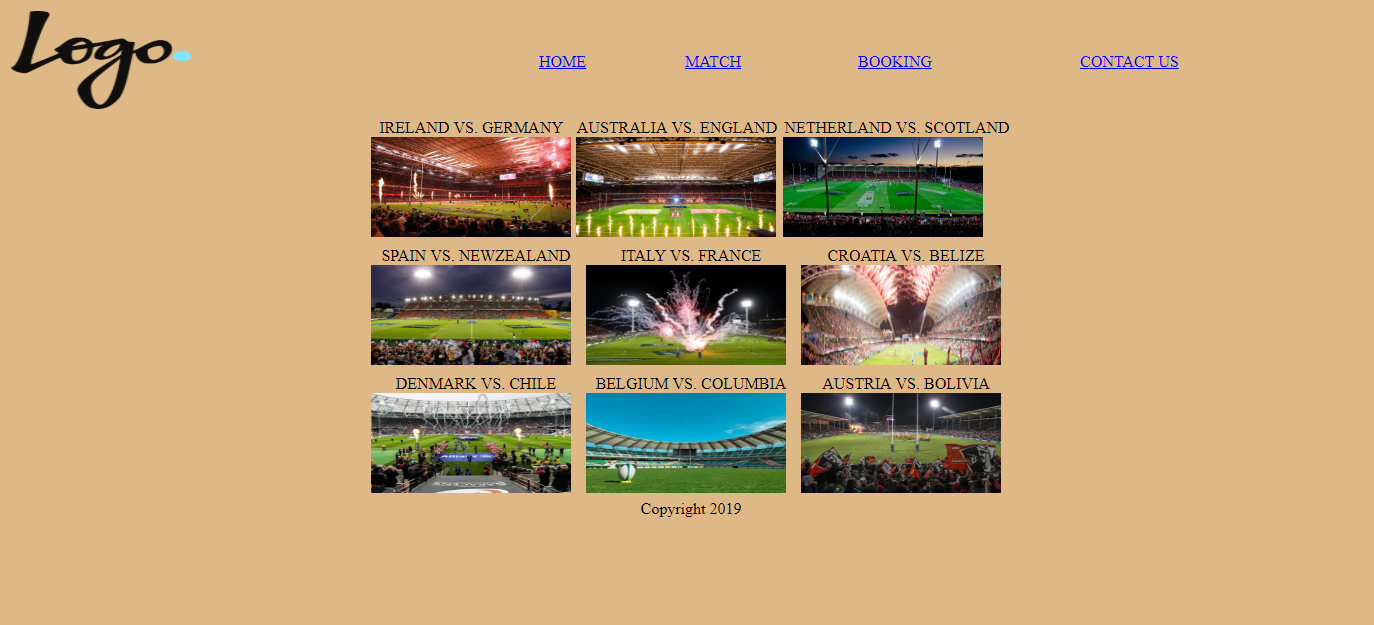 Logo.
HOME MATCH BOOKING CONTACT US
IRELAND VS. GERMANY AUSTRALIA VS. ENGLAND NETHERLAND VS. SCOTLAND
SPAIN VS. NEWZEALAND ITALY VS. FRANCE CROATIA VS. BELIZE
DENMARK VS. CHILE BELGIUM VS. COLUMBIA AUSTRIA VS. BOLIVIA
Copyright 2019